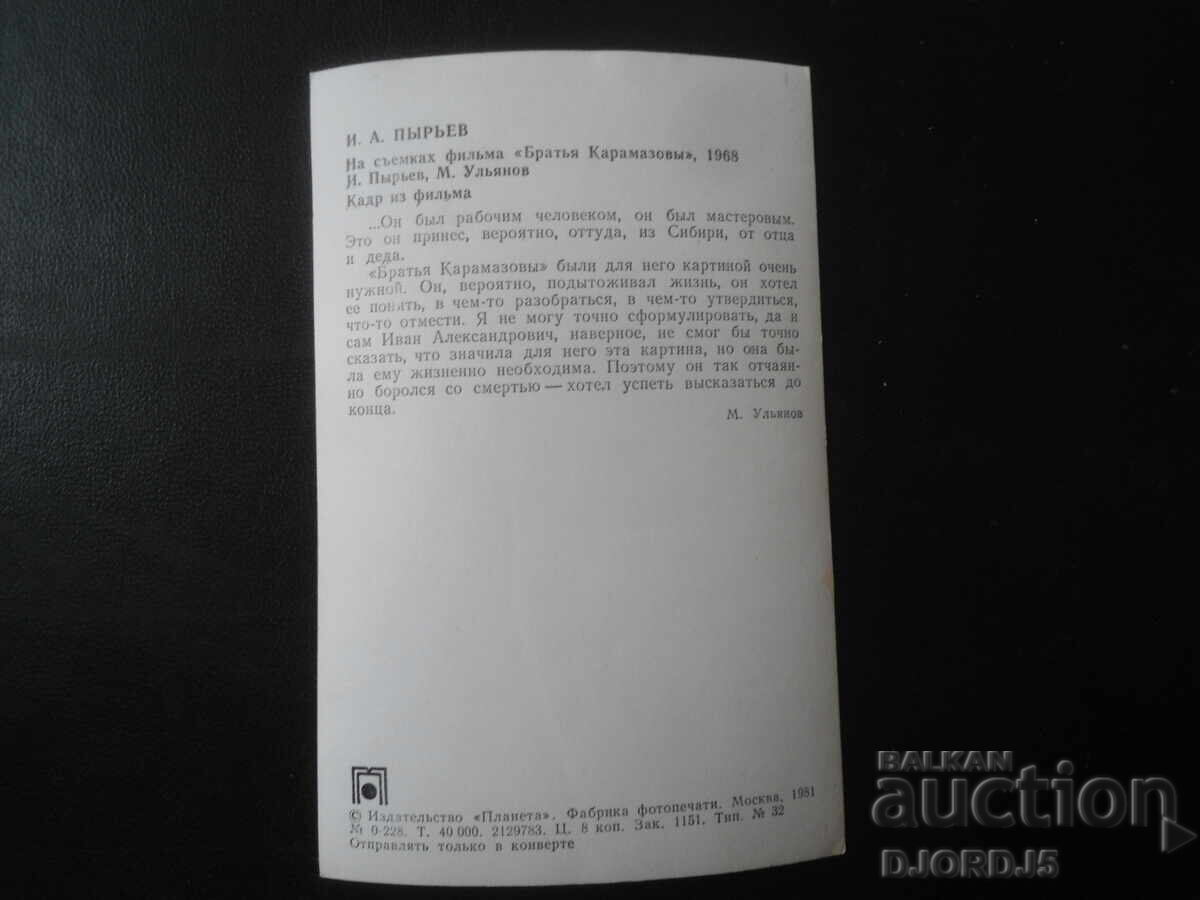 И. А. ПЫРЬЕВ
На съемках фильма «Братья Карамазовы», 1968
И. Пырьев, М. Ульянов
Кадр из фильма
...Он был рабочим человеком, он был мастеровым.
Это он принес, вероятно, оттуда, из Сибири, от отца
и деда.
«Братья Карамазовы» были для него картиной очень
нужной. Он, вероятно, подытоживал жизнь, он хотел
ее понять, в чем-то разобраться, в чем-то утвердиться,
что-то отмести. Я не могу точно сформулировать, да и
сам Иван Александрович, наверное, не смог бы точно
сказать, что значила для него эта картина, но она бы-
ла ему жизненно необходима. Поэтому он так отчаян-
но боролся со смертью — хотел успеть высказаться до
конца.
М. Ульянов
© Издательство «Планета». Фабрика фотопечати. Москва, 1981
№ 0-228. Т. 40 000. 2129783. Ц. 8 коп. Зак. 1151. Тип. № 32
Отправлять только в конверте
BALKAN
auction
DJORDJ5